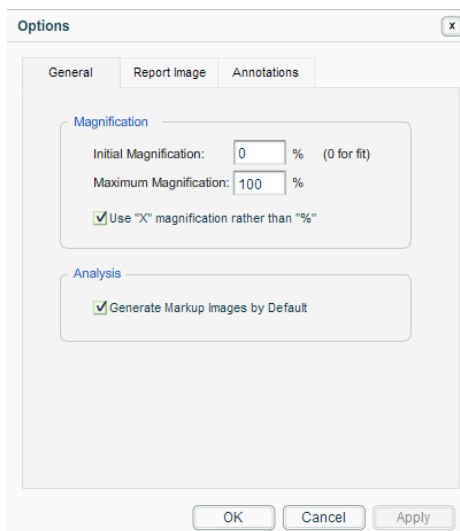 Options x
General Report Image Annotations
Magnification
Initial Magnification: 0 % (0 for fit)
Maximum Magnification: 100 %
Use "X" magnification rather than "%"
Analysis
Generate Markup Images by Default
OK Cancel Apply